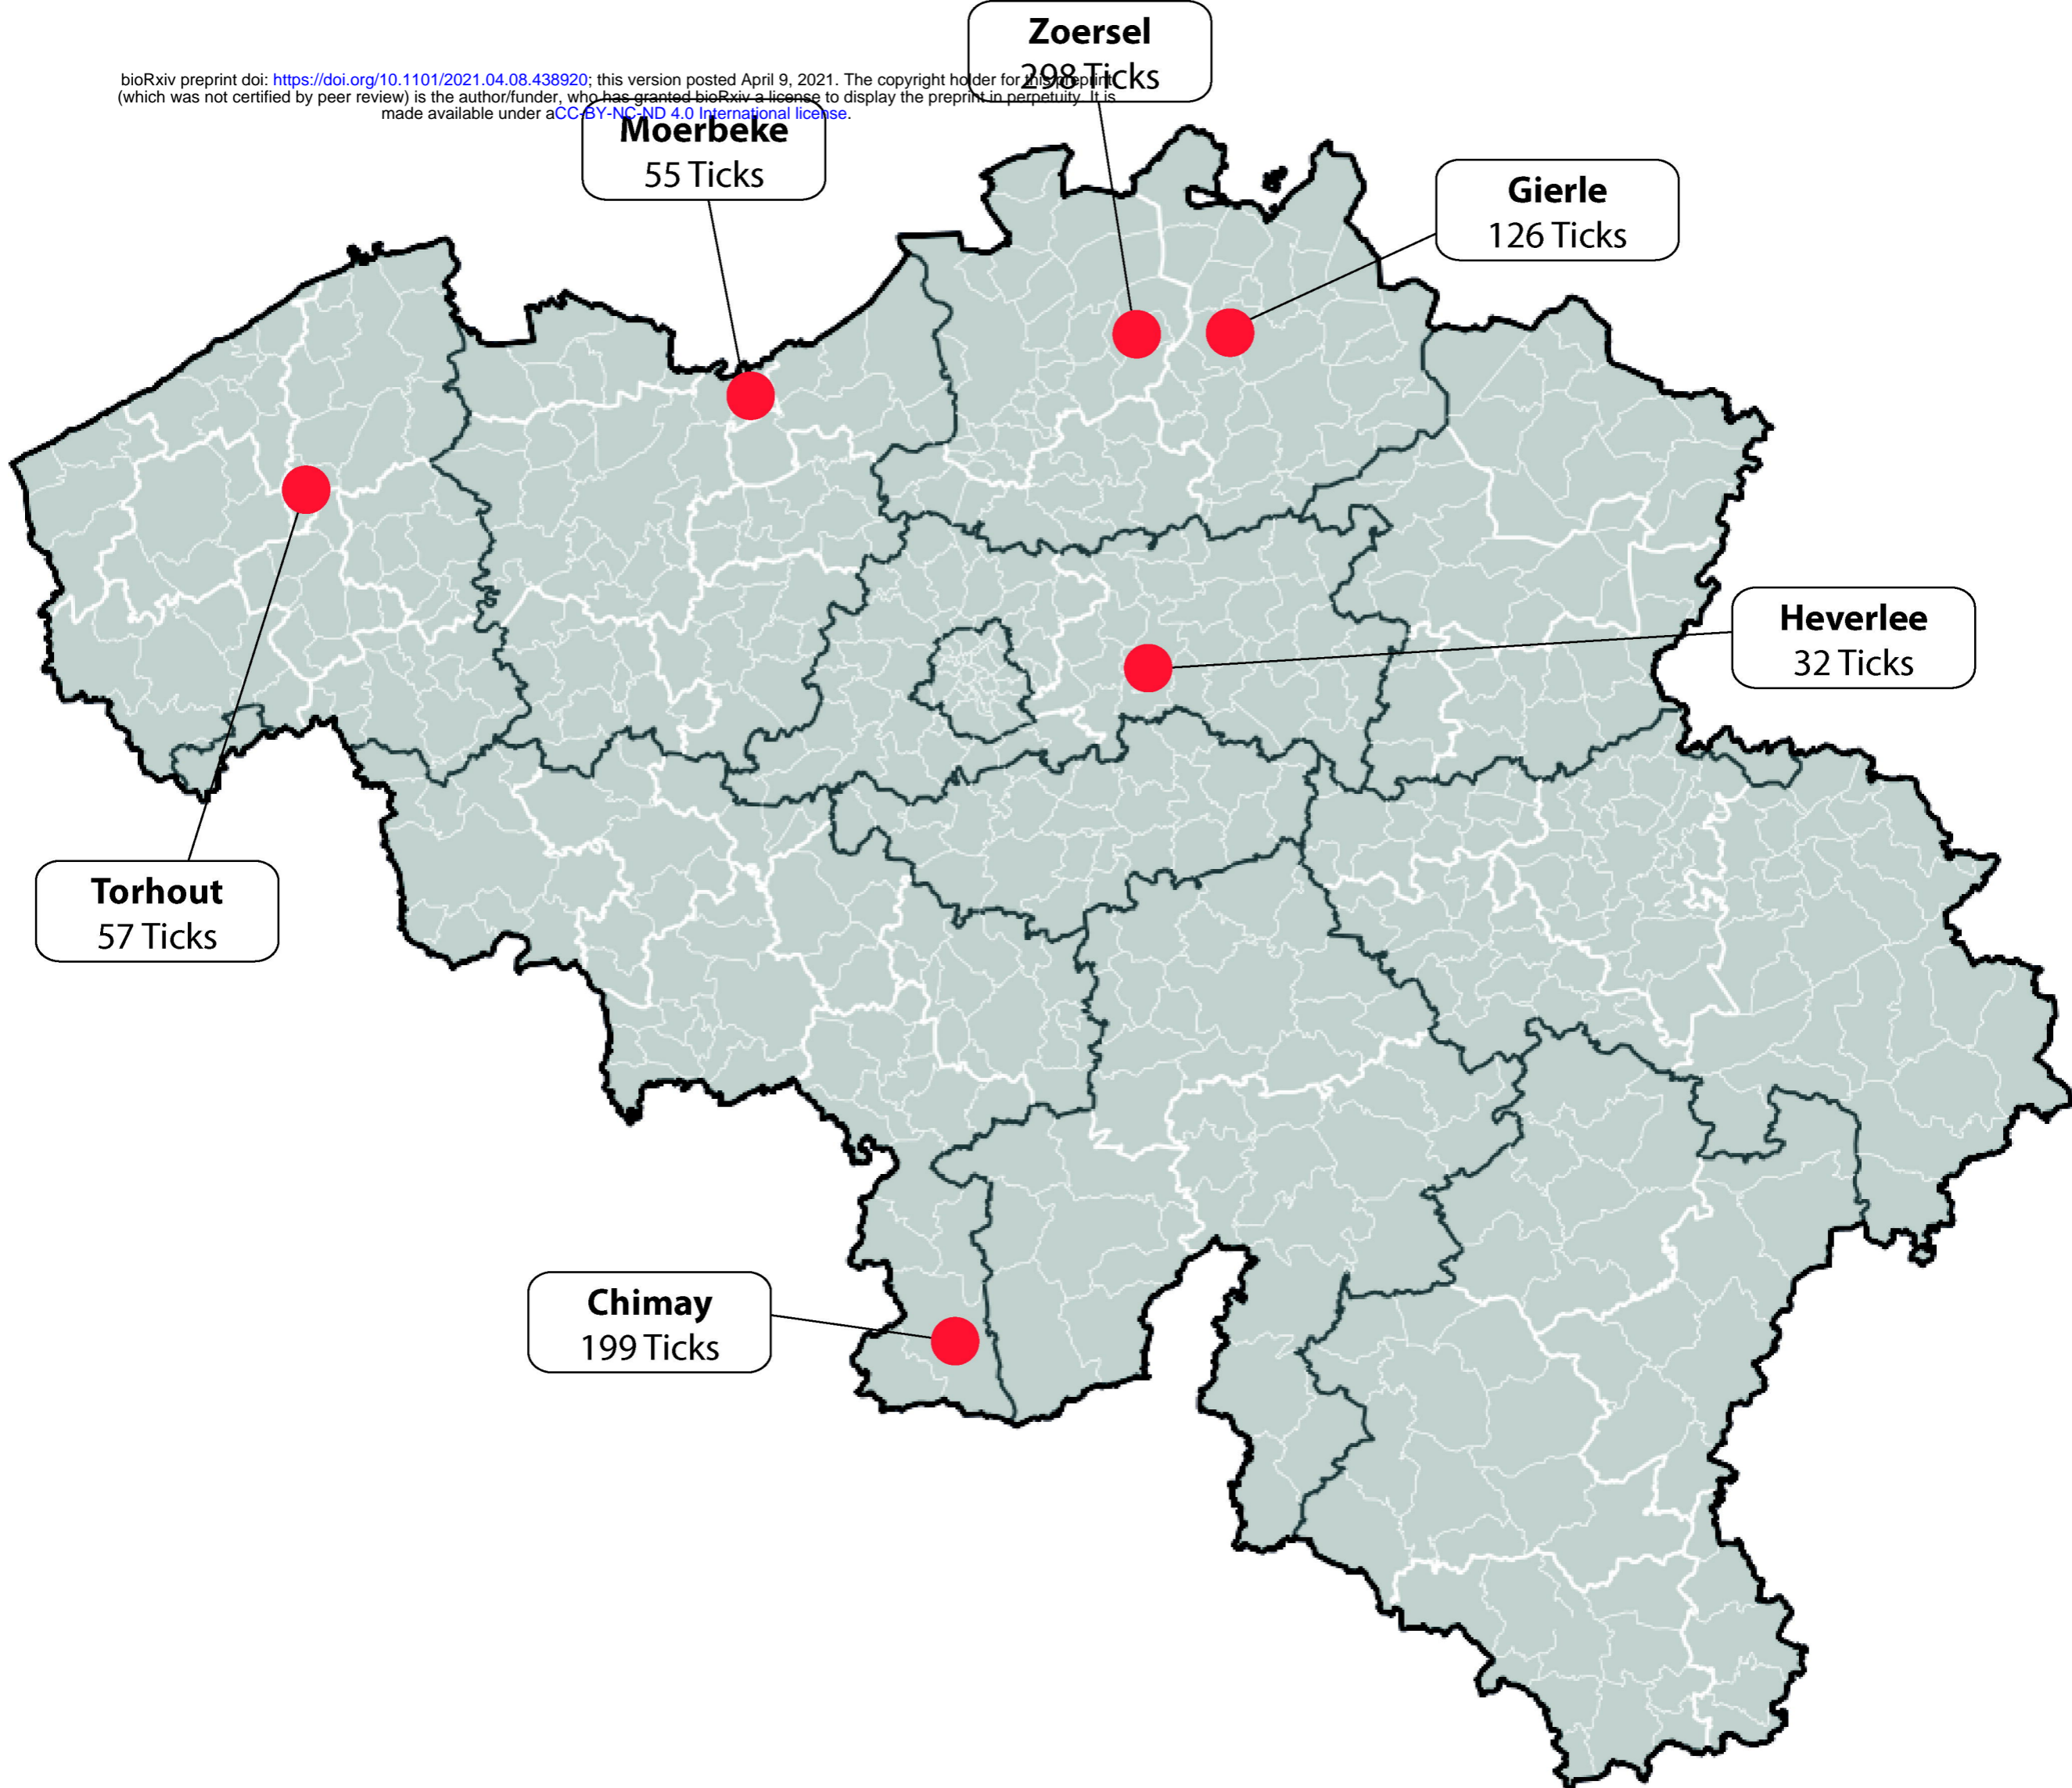 Zoersel
298 Ticks
bioRxiv preprint doi: https://doi.org/10.1101/2021.04.08.438920; this version posted April 9, 2021. The copyright holder for this preprint
(which was not certified by peer review) is the author/funder, who has granted bioRxiv a license to display the preprint in perpetuity. It is
made available under aCC-BY-NC-ND 4.0 International license.
Moerbeke
55 Ticks
Gierle
126 Ticks
Heverlee
32 Ticks
Torhout
57 Ticks
Chimay
199 Ticks